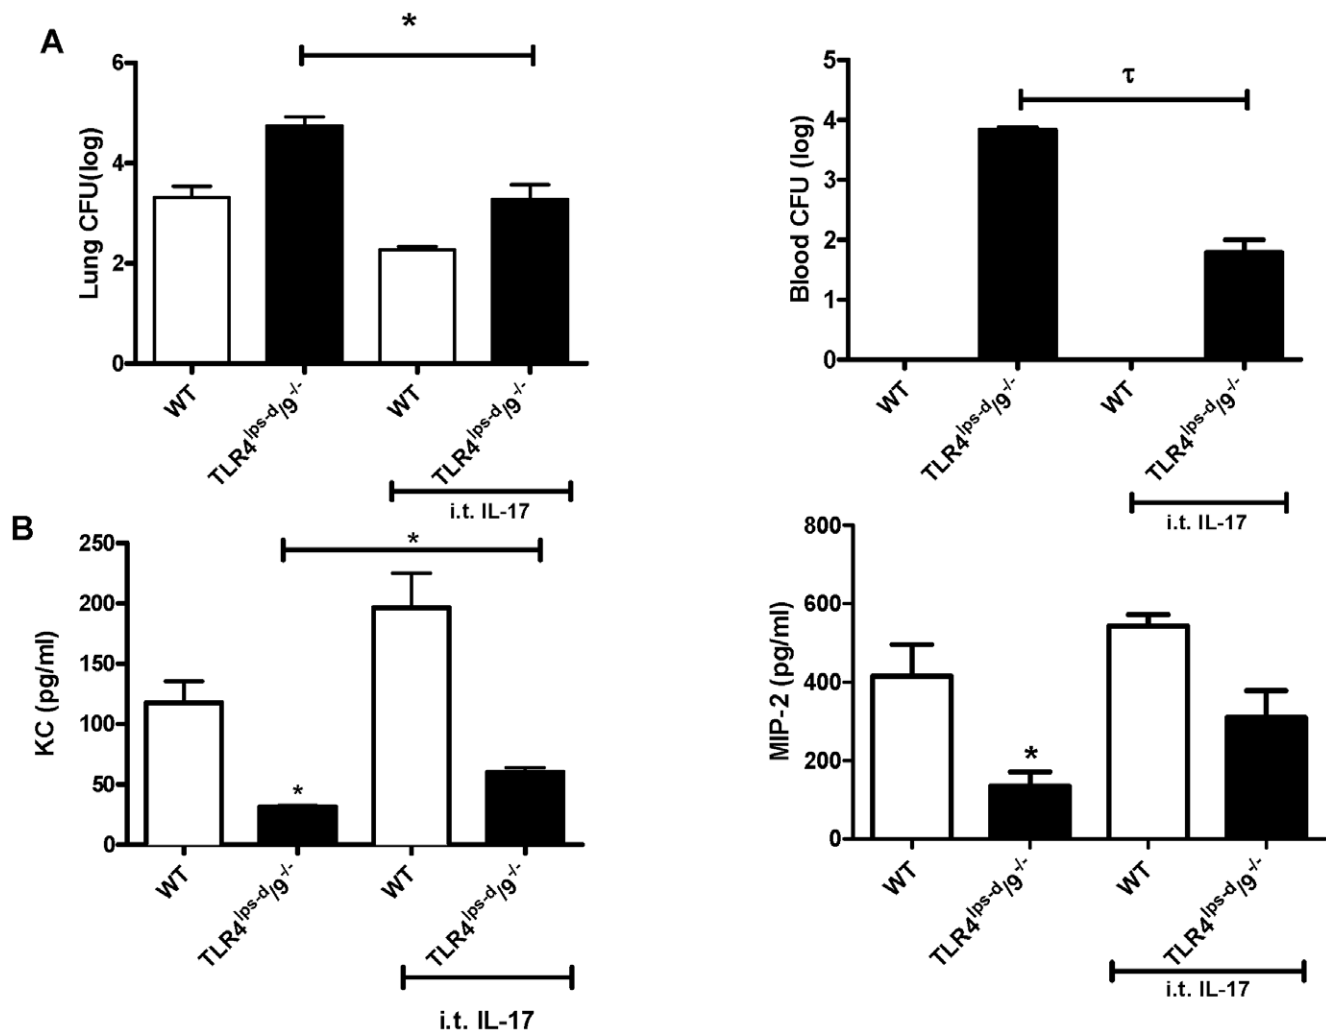 A
*
Lung CFU(log)
6
4
2
0
WT
TLR4lps-d/9-/-
WT
TLR4lps-d/9-/-
i.t. IL-17
τ
Blood CFU (log)
5
4
3
2
1
0
WT
TLR4lps-d/9-/-
WT
TLR4lps-d/9-/-
i.t. IL-17
B
*
KC (pg/ml)
250
200
150
100
50
0
*
WT
TLR4lps-d/9-/-
WT
TLR4lps-d/9-/-
i.t. IL-17
MIP-2 (pg/ml)
800
600
400
200
0
*
WT
TLR4lps-d/9-/-
WT
TLR4lps-d/9-/-
i.t. IL-17